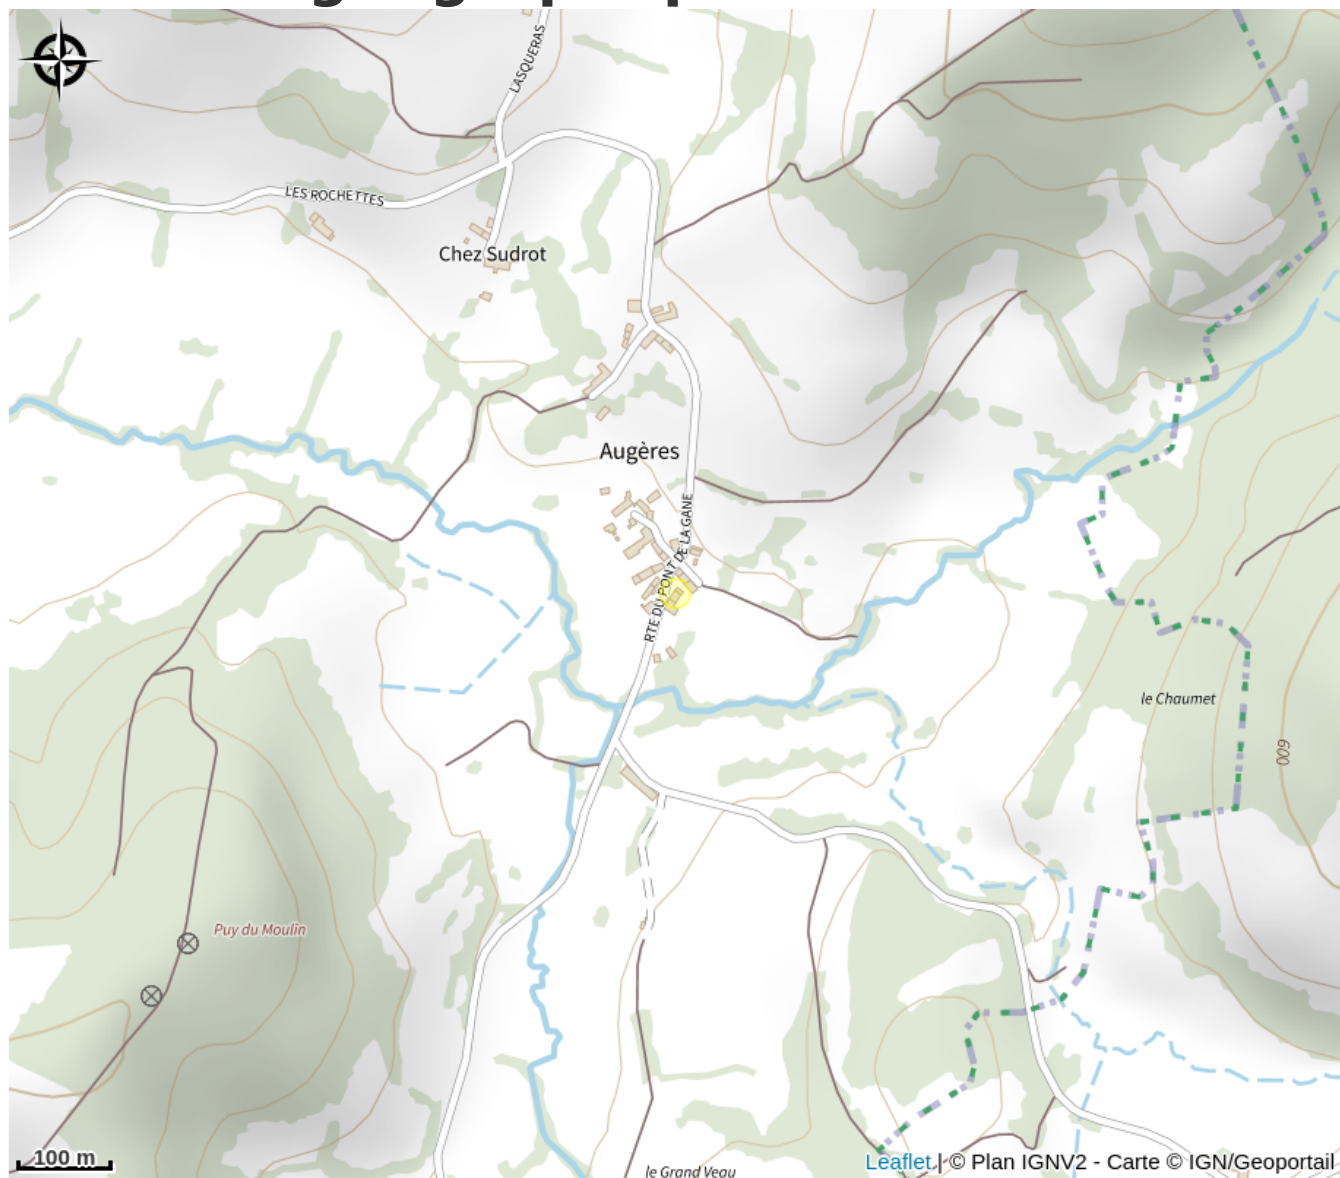 LASQUERAS
LES ROCHETTES
Chez Sudrot
Augères
RTE DU PONT DE LA GANE
le Chaumet
600
Puy du Moulin
100 m
le Grand Veau
Leaflet | © Plan IGNV2 - Carte © IGN/Geoportail